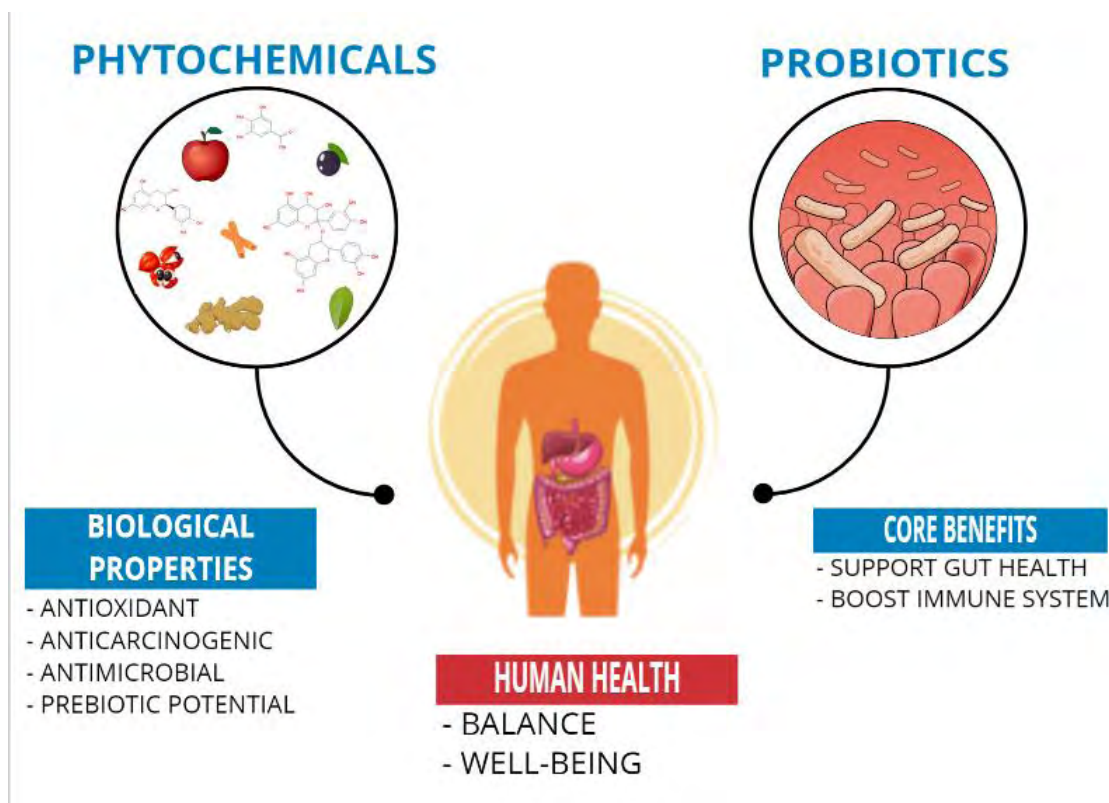 PHYTOCHEMICALS
PROBIOTICS
BIOLOGICAL
PROPERTIES
- ANTIOXIDANT
- ANTICARCINOGENIC
- ANTIMICROBIAL
- PREBIOTIC POTENTIAL
HUMAN HEALTH
- BALANCE
- WELL-BEING
CORE BENEFITS
- SUPPORT GUT HEALTH
- BOOST IMMUNE SYSTEM